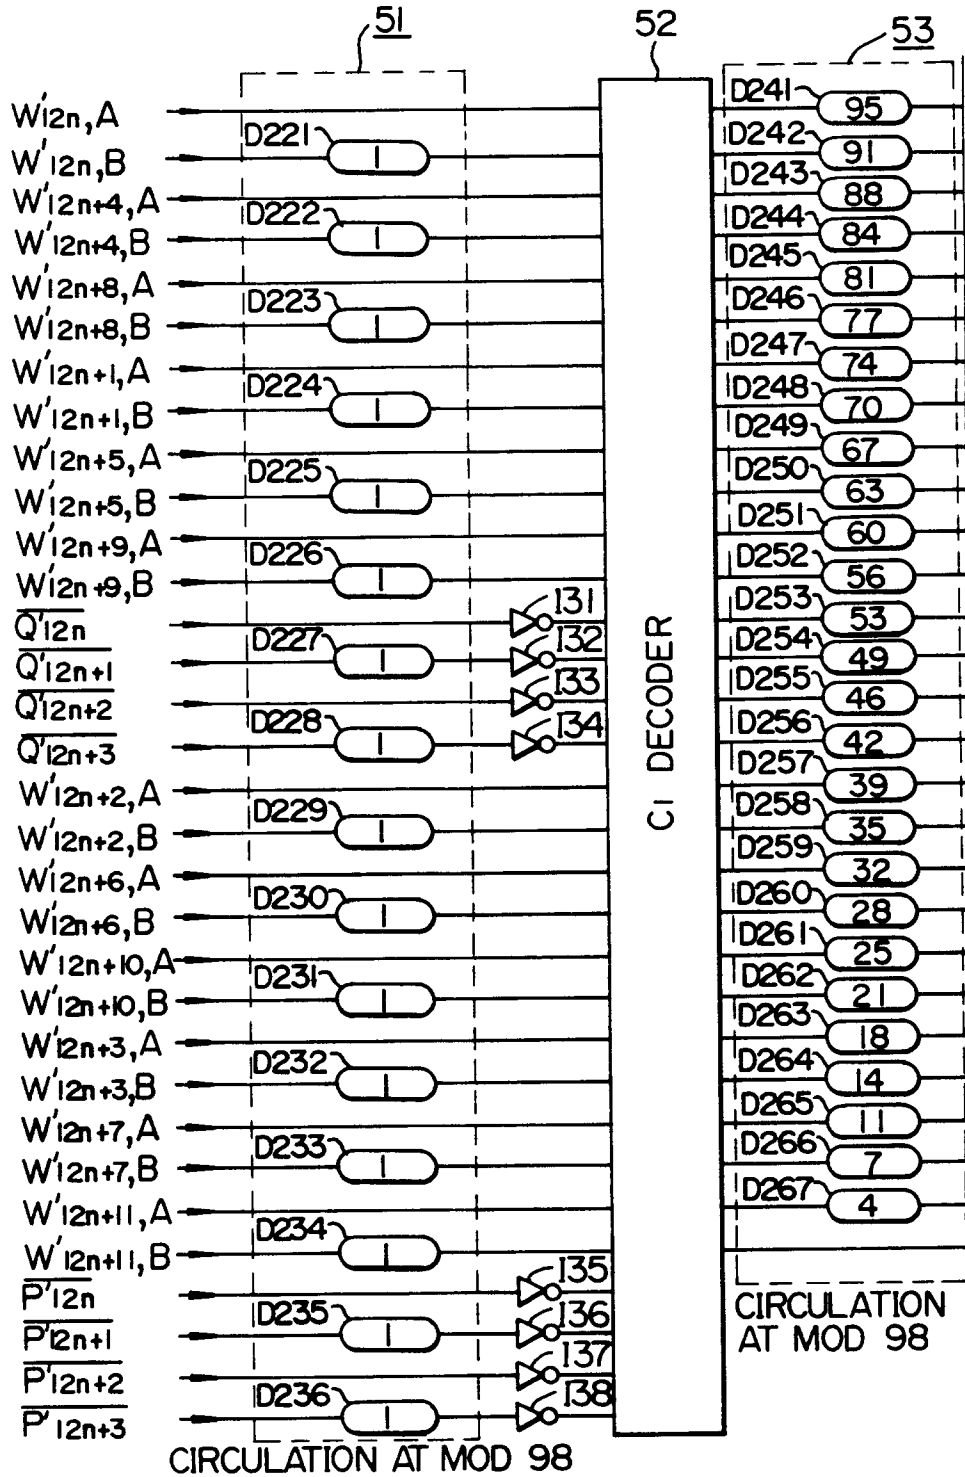 51
52
53
W'12n, A
D241
95
D221
W'12n, B
1
D242
91
W'12n+4, A
D243
88
D222
W'12n+4, B
1
D244
84
W'12n+8, A
D245
81
D223
W'12n+8, B
1
D246
77
W'12n+1, A
D247
74
D224
W'12n+1, B
1
D248
70
W'12n+5, A
D249
67
D225
W'12n+5, B
1
D250
63
W'12n+9, A
D251
60
D226
W'12n+9, B
1
D252
56
Q'12n
I31
D253
53
D227
Q'12n+1
1
I32
D254
49
Q'12n+2
I33
D255
46
D228
Q'12n+3
1
I34
D256
42
C1 DECODER
W'12n+2, A
D257
39
D229
W'12n+2, B
1
D258
35
W'12n+6, A
D259
32
D230
W'12n+6, B
1
D260
28
W'12n+10, A
D261
25
D231
W'12n+10, B
1
D262
21
W'12n+3, A
D263
18
D232
W'12n+3, B
1
D264
14
W'12n+7, A
D265
11
D233
W'12n+7, B
1
D266
7
W'12n+11, A
D267
4
D234
W'12n+11, B
1
P'12n
I35
D235
P'12n+1
1
I36
P'12n+2
I37
D236
P'12n+3
1
I38
CIRCULATION
AT MOD 98
CIRCULATION AT MOD 98